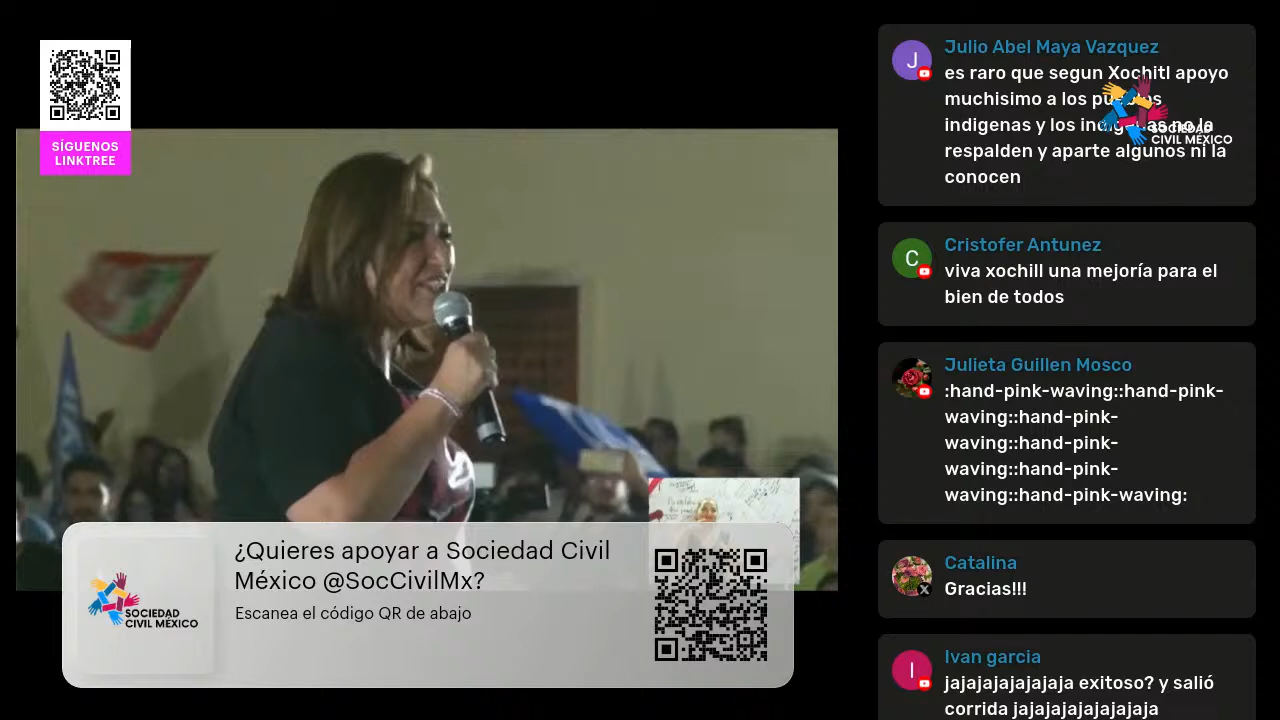 SÍGUENOS
LINKTREE
¿Quieres apoyar a Sociedad Civil
México @SocCivilMx?
Escanea el código QR de abajo
SOCIEDAD
CIVIL MÉXICO
J
Julio Abel Maya Vazquez
es raro que segun Xochitl apoyo
muchisimo a los
indigenas y los no la
respalden y aparte algunos ni la
conocen
SOCIEDAD
CIVIL MÉXICO
C
Cristofer Antunez
viva xochill una mejoría para el
bien de todos
Julieta Guillen Mosco
:hand-pink-waving::hand-pink-
waving::hand-pink-
waving::hand-pink-
waving::hand-pink-
waving::hand-pink-waving:
Catalina
Gracias!!!
I
Ivan garcia
jajajajajajajaja exitoso? y salió
corrida jajajajajajajajaja